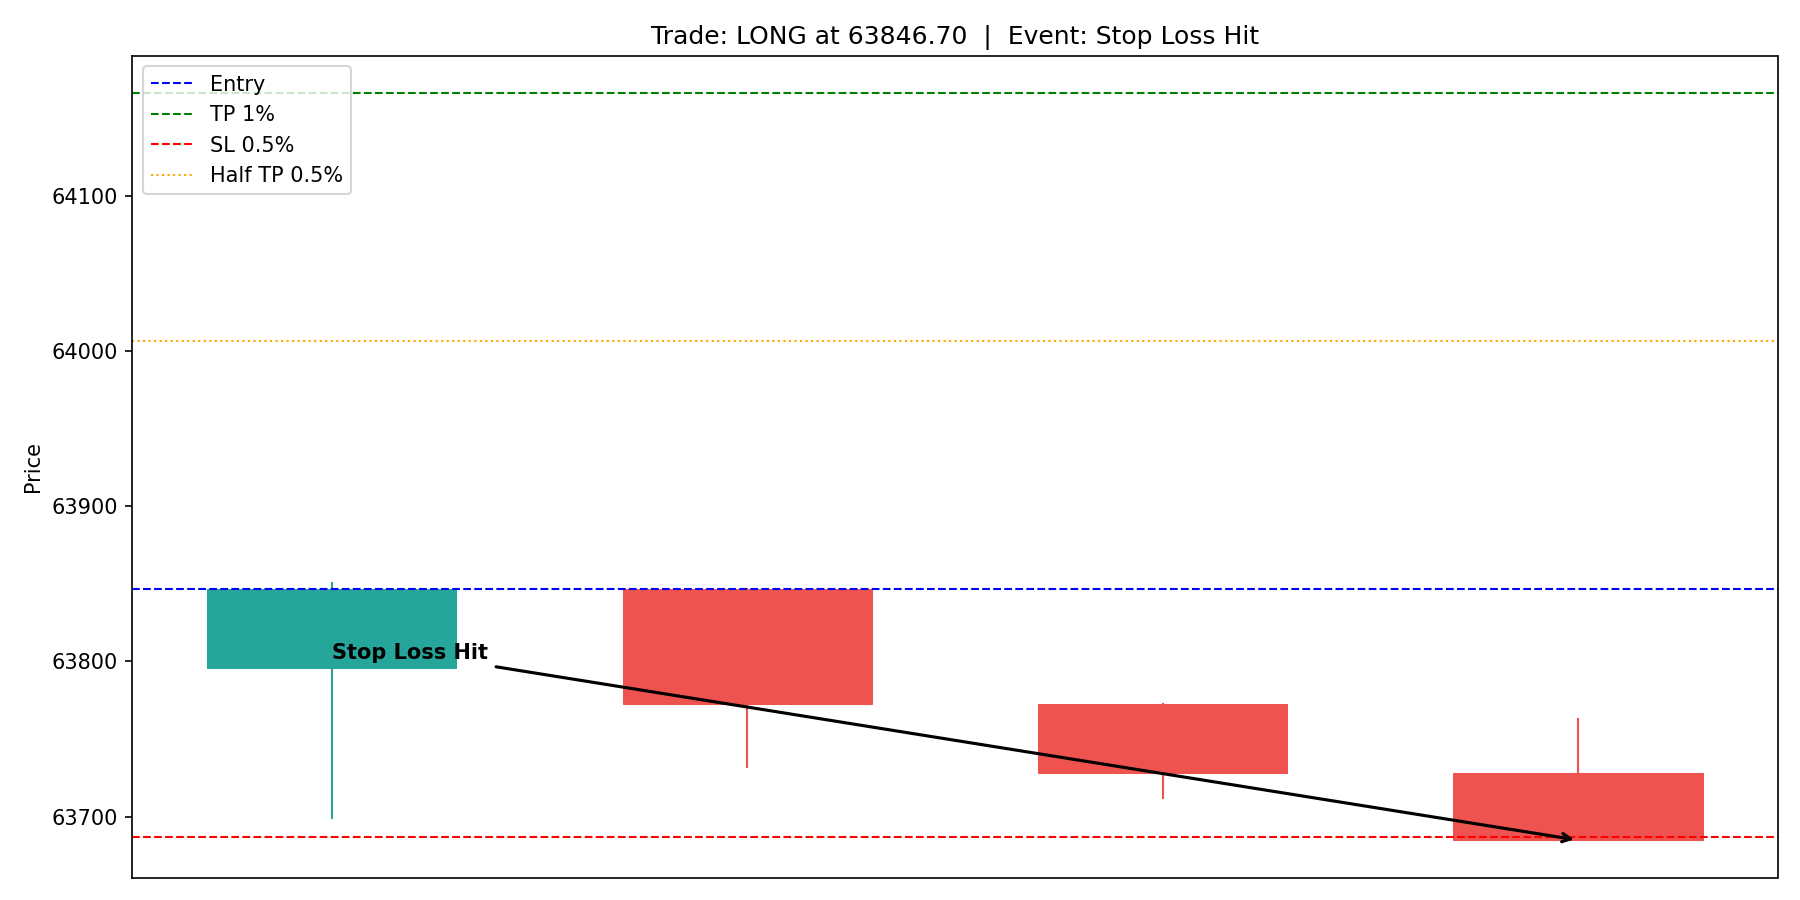 Trade: LONG at 63846.70  |  Event: Stop Loss Hit
Entry
TP 1%
SL 0.5%
Half TP 0.5%
64100
64000
63900
63800
63700
Price
Stop Loss Hit